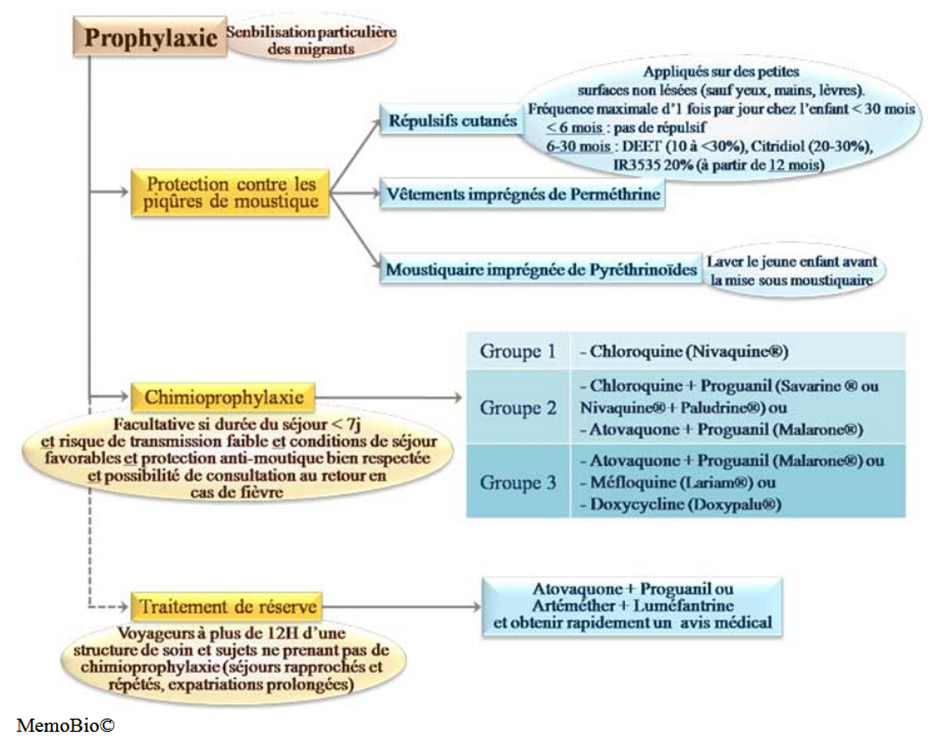 Prophylaxie
Senbilisation particulière
des migrants
Appliqués sur des petites
surfaces non lésées (sauf yeux, mains, lèvres).
Fréquence maximale d'1 fois par jour chez l'enfant < 30 mois
< 6 mois : pas de répulsif
6-30 mois : DEET (10 à <30%), Citridiol (20-30%),
IR3535 20% (à partir de 12 mois)
Répulsifs cutanés
Protection contre les
piqûres de moustique
Vêtements imprégnés de Perméthrine
Moustiquaire imprégnée de Pyréthrinoïdes
Laver le jeune enfant avant
la mise sous moustiquaire
Chimioprophylaxie
Facultative si durée du séjour < 7j
et risque de transmission faible et conditions de séjour
favorables et protection anti-moutique bien respectée
et possibilité de consultation au retour en
cas de fièvre
Groupe 1
- Chloroquine (Nivaquine®)
Groupe 2
- Chloroquine + Proguanil (Savarine ® ou
Nivaquine® + Paludrine®) ou
- Atovaquone + Proguanil (Malarone®)
Groupe 3
- Atovaquone + Proguanil (Malarone®) ou
- Méfloquine (Lariam®) ou
- Doxycycline (Doxypalu®)
Traitement de réserve
Voyageurs à plus de 12H d'une
structure de soin et sujets ne prenant pas de
chimioprophylaxie (séjours rapprochés et
répétés, expatriations prolongées)
Atovaquone + Proguanil ou
Artéméther + Luméfantrine
et obtenir rapidement un avis médical
MemoBio©